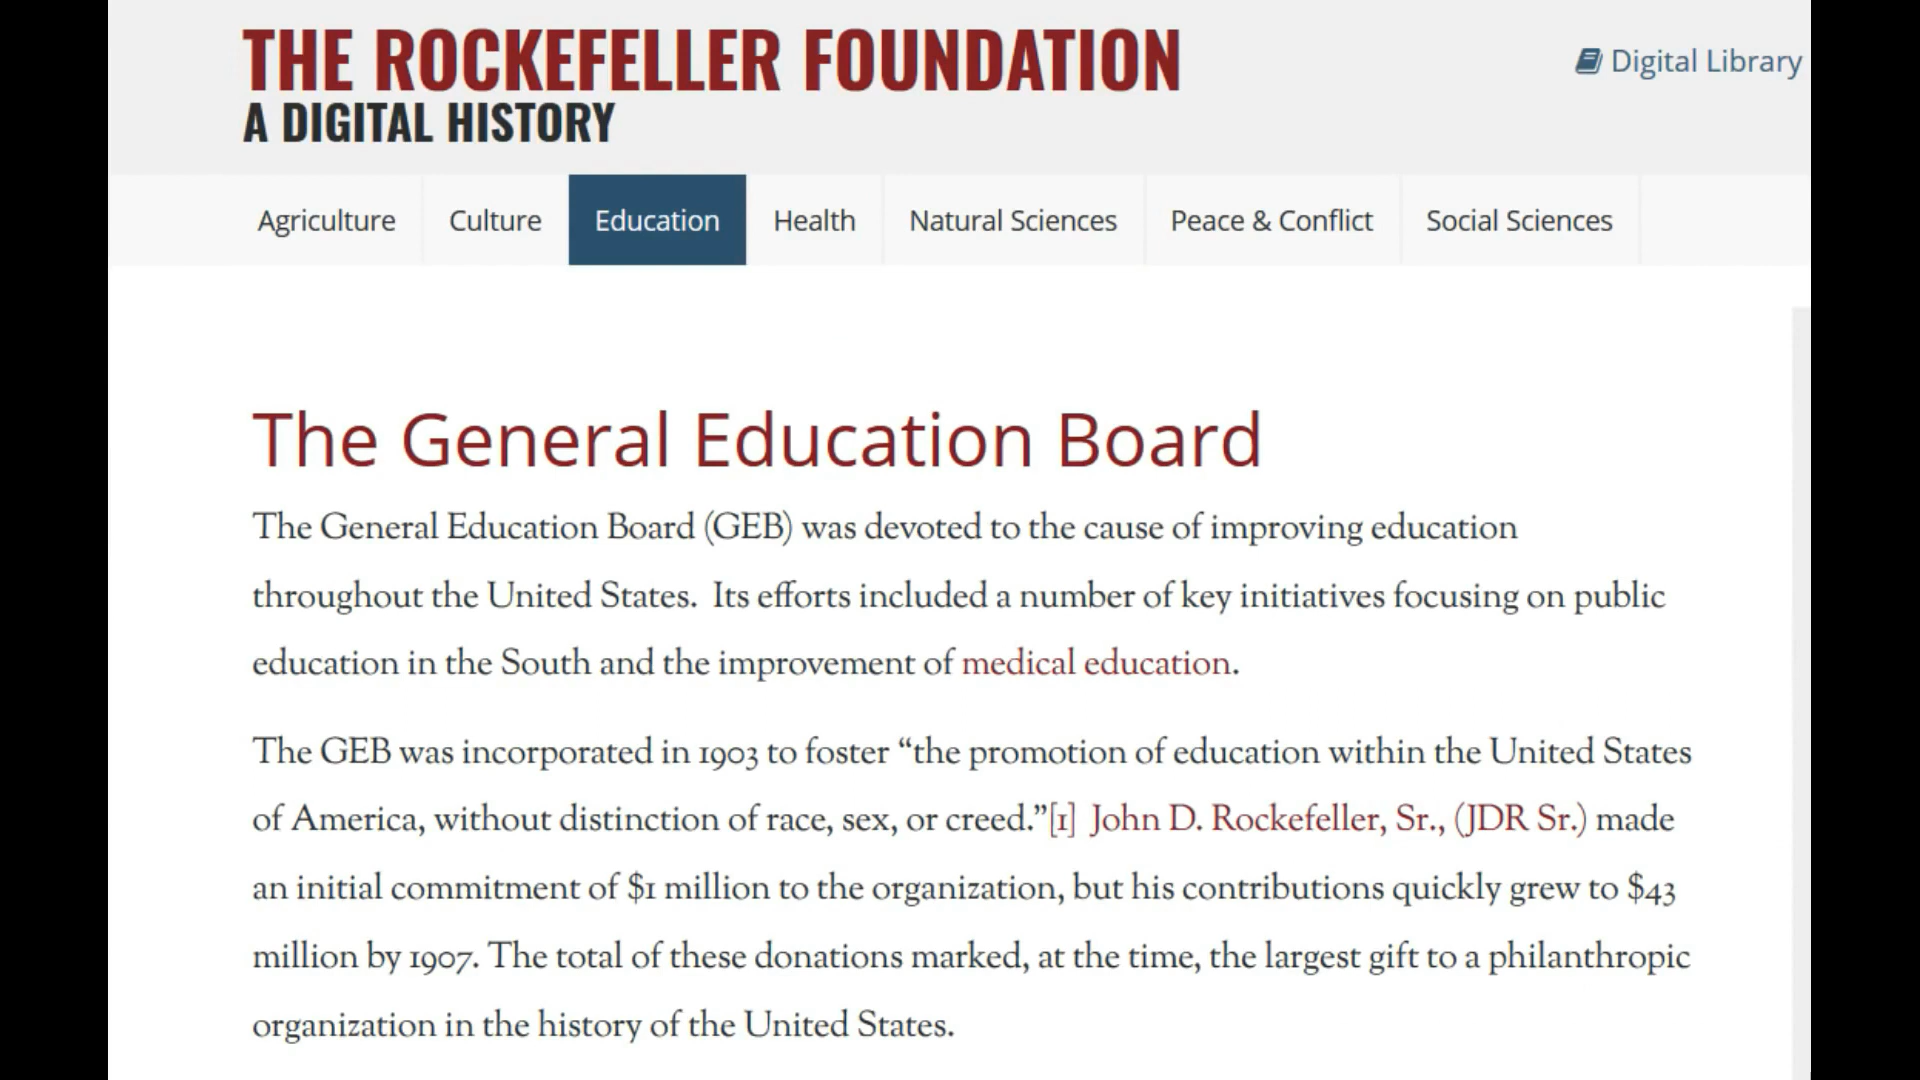 THE ROCKEFELLER FOUNDATION
A DIGITAL HISTORY
Digital Library
Agriculture Culture Education Health Natural Sciences Peace & Conflict Social Sciences
The General Education Board
The General Education Board (GEB) was devoted to the cause of improving education
throughout the United States.  Its efforts included a number of key initiatives focusing on public
education in the South and the improvement of medical education.
The GEB was incorporated in 1903 to foster “the promotion of education within the United States
of America, without distinction of race, sex, or creed.”[1]  John D. Rockefeller, Sr., (JDR Sr.) made
an initial commitment of $1 million to the organization, but his contributions quickly grew to $43
million by 1907. The total of these donations marked, at the time, the largest gift to a philanthropic
organization in the history of the United States.